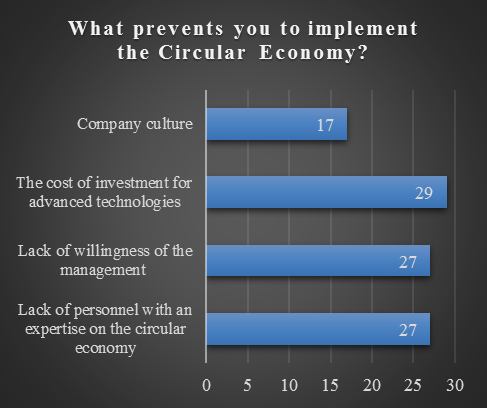 What prevents you to implement
the Circular Economy?
Company culture
17
The cost of investment for
advanced technologies
29
Lack of willingness of the
management
27
Lack of personnel with an
expertise on the circular
economy
27
0 5 10 15 20 25 30